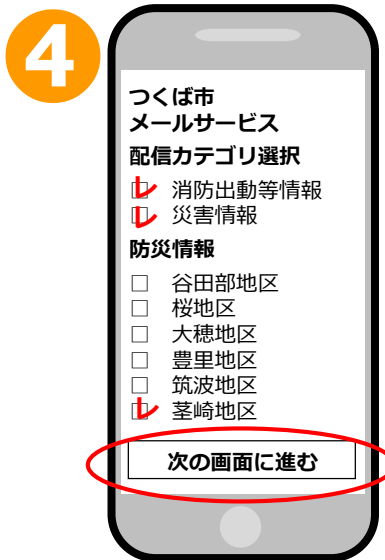 4
つくば市
メールサービス
配信カテゴリ選択
□ 消防出動等情報
□ 災害情報
防災情報
□ 谷田部地区
□ 桜地区
□ 大穂地区
□ 豊里地区
□ 筑波地区
□ 茎崎地区
次の画面に進む